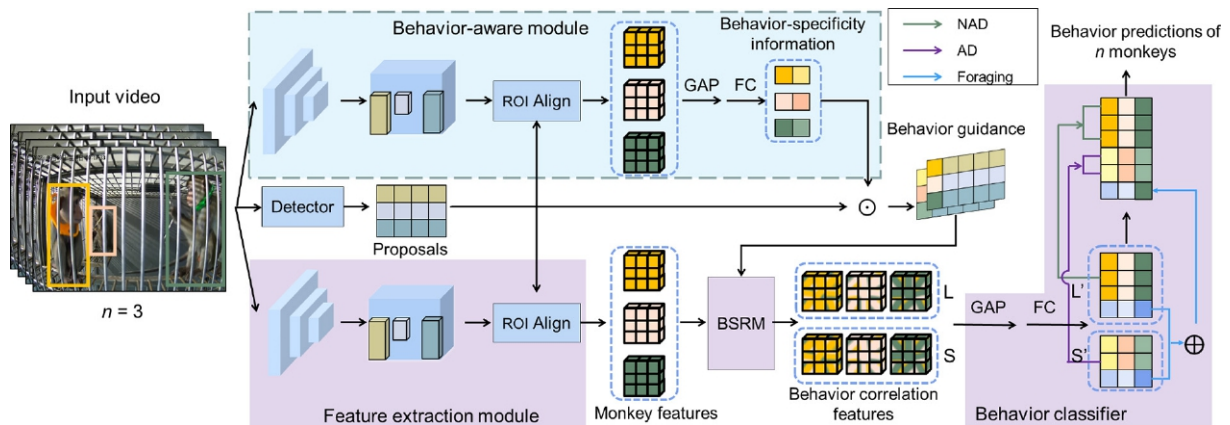 Behavior-aware module
Behavior-specificity
information
NAD
AD
Foraging
Behavior predictions of
n monkeys
Input video
ROI Align
GAP
FC
Behavior guidance
Detector
Proposals
n = 3
ROI Align
BSRM
L
S
GAP
FC
L'
S'
Feature extraction module
Monkey features
Behavior correlation
features
Behavior classifier